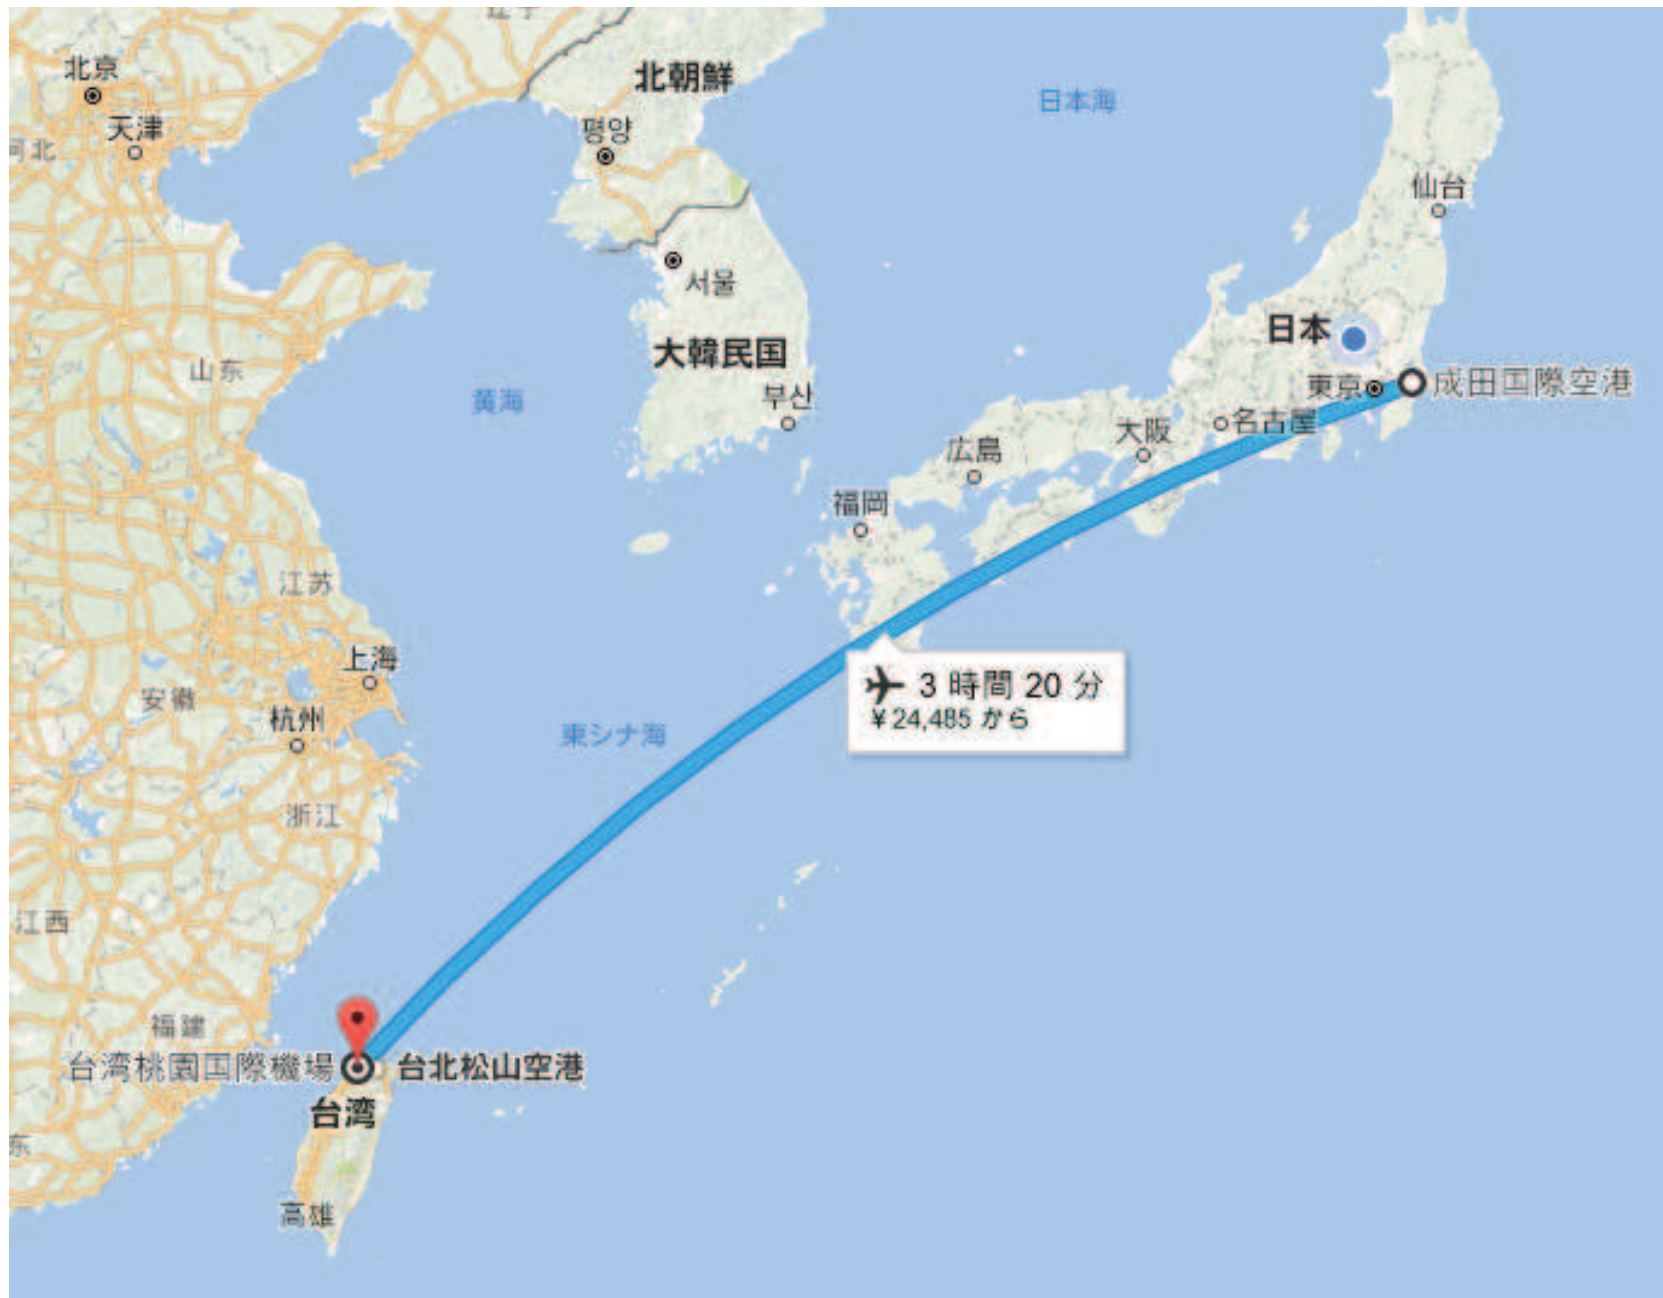 辽宁
北京
北朝鮮
日本海
天津
평양
河北
仙台
서울
日本
大韓民国
山东
東京
成田国際空港
黄海
부산
名古屋
大阪
広島
福岡
江苏
上海
3 時間 20 分
安徽
¥24,485 から
杭州
東シナ海
浙江
江西
福建
台湾桃園国際機場
台北松山空港
台湾
东
高雄